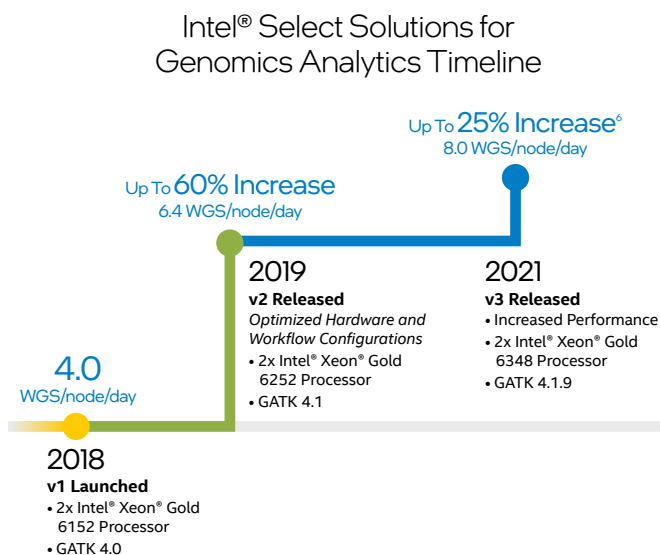 Intel® Select Solutions for
Genomics Analytics Timeline
Up To 25% Increase⁶
8.0 WGS/node/day
Up To 60% Increase
6.4 WGS/node/day
2019
v2 Released
Optimized Hardware and
Workflow Configurations
• 2x Intel® Xeon® Gold
6252 Processor
• GATK 4.1
2021
v3 Released
• Increased Performance
• 2x Intel® Xeon® Gold
6348 Processor
• GATK 4.1.9
4.0
WGS/node/day
2018
v1 Launched
• 2x Intel® Xeon® Gold
6152 Processor
• GATK 4.0